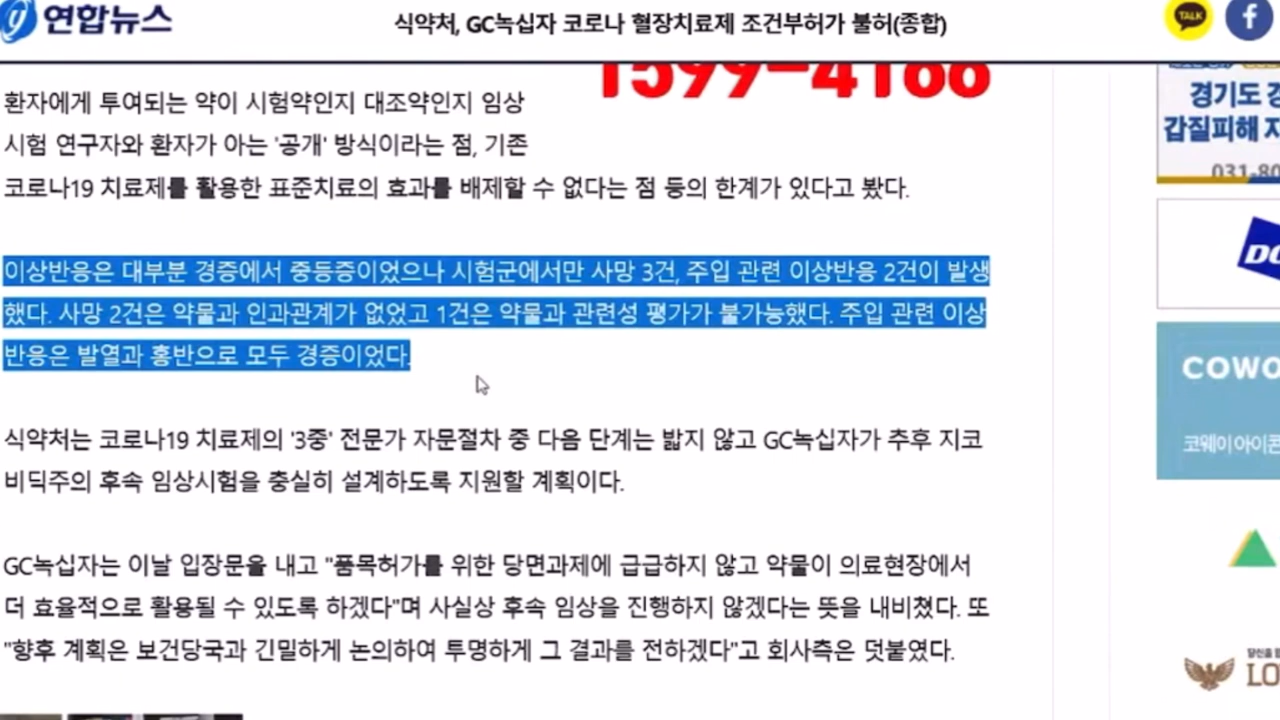 연합뉴스
식약처, GC녹십자 코로나 혈장치료제 조건부허가 불허(종합)
TALK
f
환자에게 투여되는 약이 시험약인지 대조약인지 임상
시험 연구자와 환자가 아는 '공개' 방식이라는 점, 기존
코로나19 치료제를 활용한 표준치료의 효과를 배제할 수 없다는 점 등의 한계가 있다고 봤다.
이상반응은 대부분 경증에서 중등증이었으나 시험군에서만 사망 3건, 주입 관련 이상반응 2건이 발생
했다. 사망 2건은 약물과 인과관계가 없었고 1건은 약물과 관련성 평가가 불가능했다. 주입 관련 이상
반응은 발열과 홍반으로 모두 경증이었다.
식약처는 코로나19 치료제의 '3중' 전문가 자문절차 중 다음 단계는 밟지 않고 GC녹십자가 추후 지코
비딕주의 후속 임상시험을 충실히 설계하도록 지원할 계획이다.
GC녹십자는 이날 입장문을 내고 "품목허가를 위한 당면과제에 급급하지 않고 약물이 의료현장에서
더 효율적으로 활용될 수 있도록 하겠다"며 사실상 후속 임상을 진행하지 않겠다는 뜻을 내비쳤다. 또
"향후 계획은 보건당국과 긴밀하게 논의하여 투명하게 그 결과를 전하겠다"고 회사측은 덧붙였다.
경기도
갑질피해
031-80
COWO
코웨이 아이콘
LO